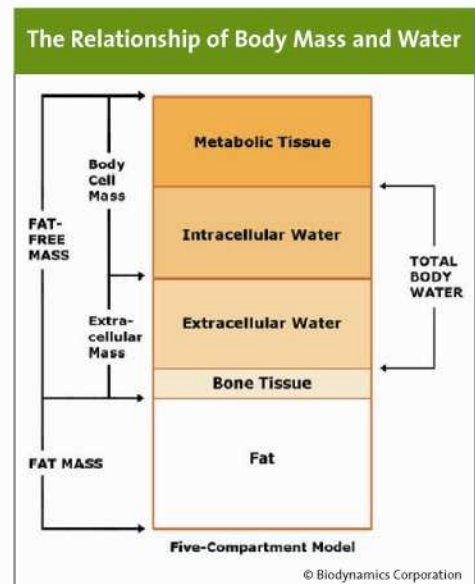 The Relationship of Body Mass and Water
Metabolic Tissue
Body
Cell
Mass
Intracellular Water
FAT-
FREE
MASS
TOTAL
BODY
WATER
Extra-
cellular
Mass
Extracellular Water
Bone Tissue
FAT MASS
Fat
Five-Compartment Model
© Biodynamics Corporation